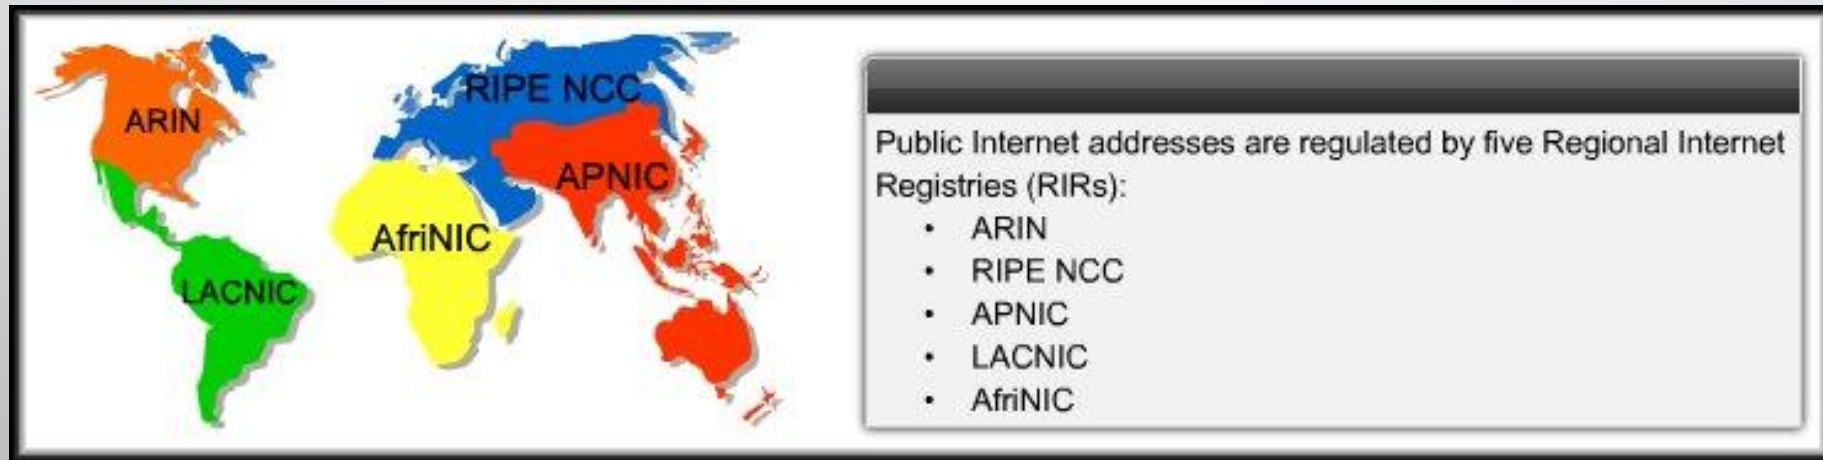 ARIN
RIPE NCC
APNIC
AfriNIC
LACNIC
Public Internet addresses are regulated by five Regional Internet
Registries (RIRs):
• ARIN
• RIPE NCC
• APNIC
• LACNIC
• AfriNIC